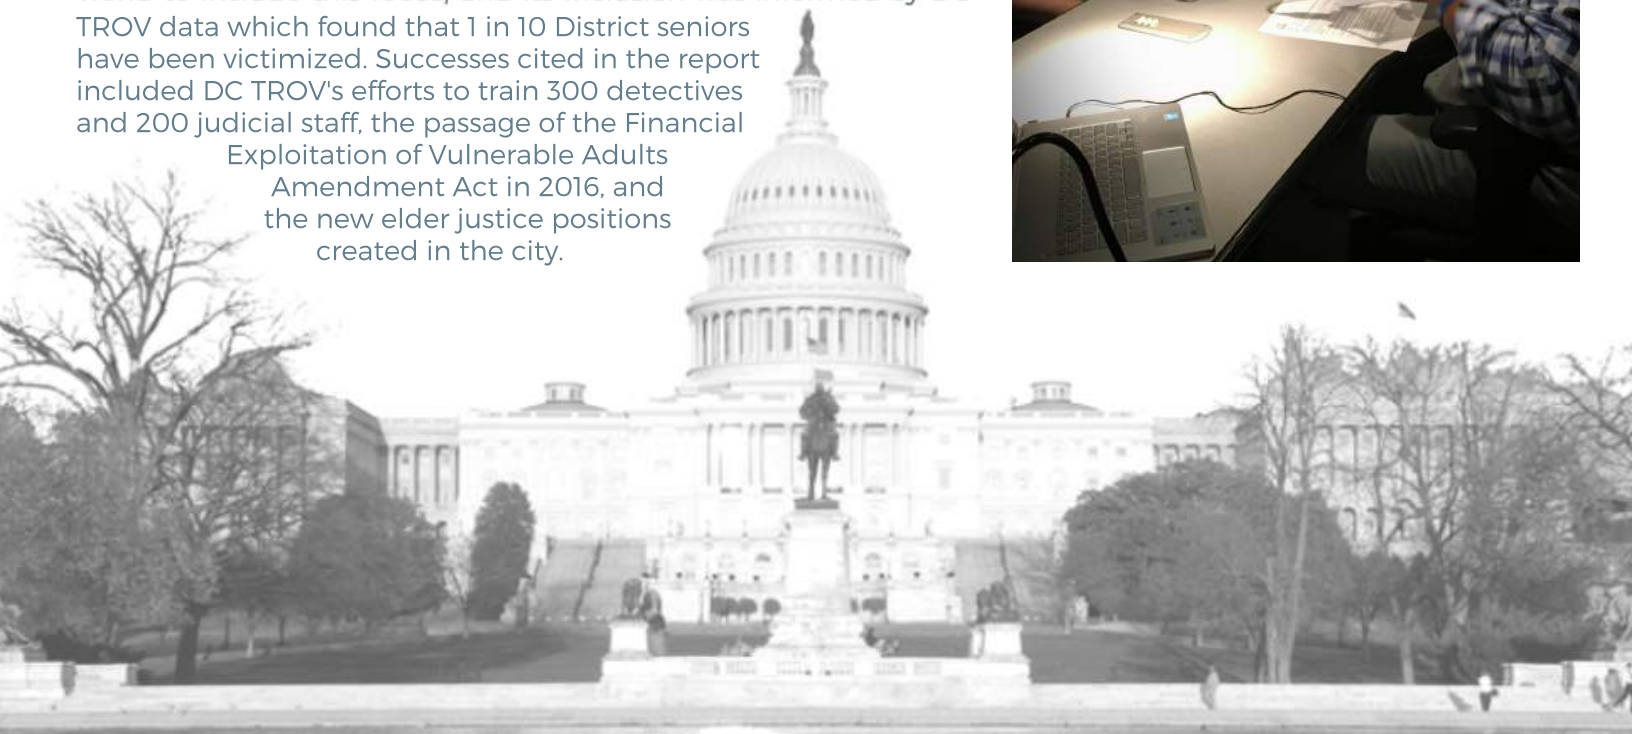 TROV data which found that 1 in 10 District seniors
have been victimized. Successes cited in the report
included DC TROV's efforts to train 300 detectives
and 200 judicial staff, the passage of the Financial
Exploitation of Vulnerable Adults
Amendment Act in 2016, and
the new elder justice positions
created in the city.